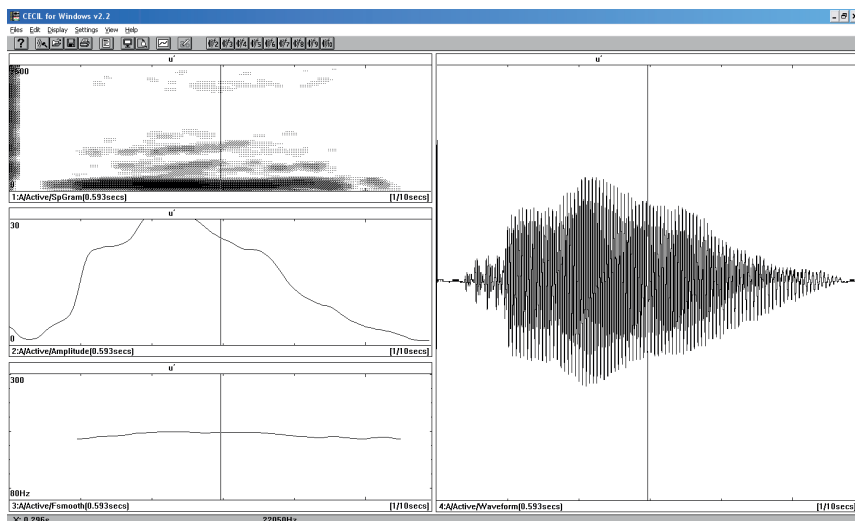 CECIL for Windows v2.2
Files Edit Display Settings View Help
u´
1:A/Active/SpGram[0.593secs] [1/10secs]
u´
30
0
2:A/Active/Amplitude[0.593secs] [1/10secs]
u´
300
80Hz
3:A/Active/Fsmooth[0.593secs] [1/10secs]
u´
4:A/Active/Waveform[0.593secs] [1/10secs]
X: 0.296s 22050Hz